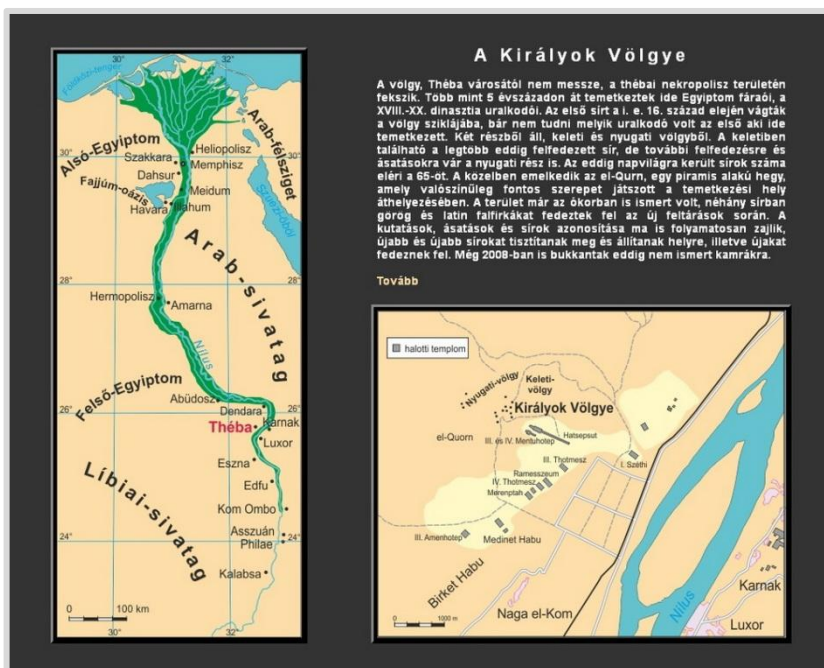 30°
32°
Földközi-tenger
Alsó-Egyiptom
Arab-félsziget
Heliopolisz
30°
30°
Szakkara
Memphisz
Dahsur
Fajjúm-oázis
Meidum
Havara
Illahum
Szuezi-öböl
Arab-sivatag
28°
28°
Hermopolisz
Amarna
Nílus
Felső-Egyiptom
Abüdosz
26°
26°
Dendara
Théba
Karnak
Luxor
Eszna
Edfu
Líbiai-sivatag
Kom Ombo
Asszuán
24°
Philae
24°
Kalabsa
0 100 km
30°
32°
A Királyok Völgye
A völgy, Théba városától nem messze, a thébai nekropolisz területén
fekszik. Több mint 5 évszázadon át temetkeztek ide Egyiptom fáraói, a
XVIII.-XX. dinasztia uralkodói. Az első sírt a i. e. 16. század elején vágták
a völgy sziklájába, bár nem tudni melyik uralkodó volt az első aki ide
temetkezett. Két részből áll, keleti és nyugati völgyből. A keletiben
található a legtöbb eddig felfedezett sír, de további felfedezésre és
ásatásokra vár a nyugati rész is. Az eddig napvilágra került sírok száma
eléri a 65-öt. A közelben emelkedik az el-Qurn, egy piramis alakú hegy,
amely valószínűleg fontos szerepet játszott a temetkezési hely
áthelyezésében. A terület már az ókorban is ismert volt, néhány sírban
görög és latin falfirkákat fedeztek fel az új feltárások során. A
kutatások, ásatások és sírok azonosítása ma is folyamatosan zajlik,
újabb és újabb sírokat tisztítanak meg és állítanak helyre, illetve újakat
fedeznek fel. Még 2008-ban is bukkantak eddig nem ismert kamrákra.
Tovább
halotti templom
Nyugati-völgy
Keleti-
völgy
Királyok Völgye
el-Quorn
III. és IV. Mentuhotep
Hatsepsut
III. Thotmesz
I. Széthi
Ramesszeum
IV. Thotmesz
Merenptah
III. Amenhotep
Medinet Habu
Birket Habu
Naga el-Kom
Nílus
Karnak
Luxor
0 1000 m